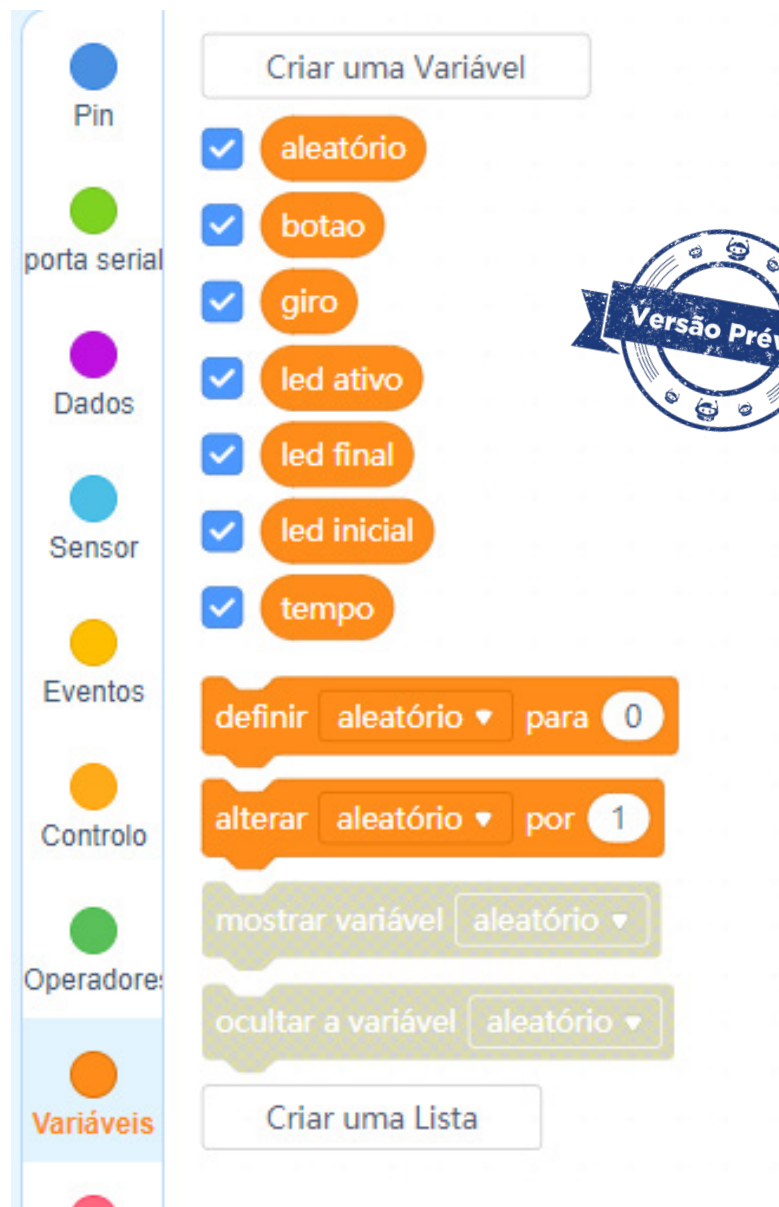 Pin
porta serial
Dados
Sensor
Eventos
Controlo
Operadores
Variáveis
Criar uma Variável
aleatório
botao
giro
led ativo
led final
led inicial
tempo
definir aleatório para 0
alterar aleatório por 1
mostrar variável aleatório
ocultar a variável aleatório
Criar uma Lista
Versão